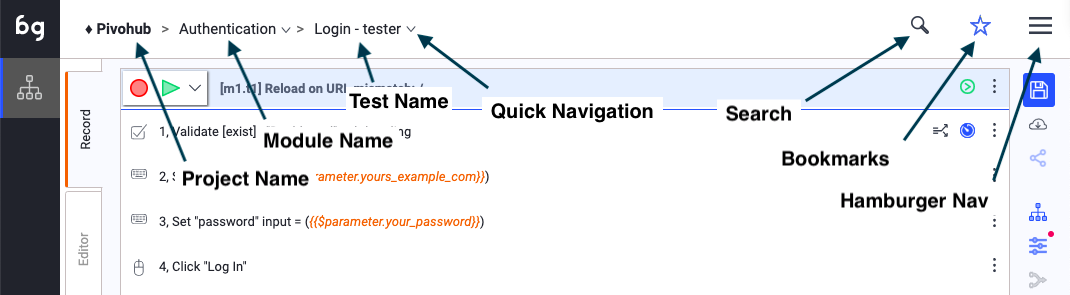 bg
♦ Pivohub > Authentication > Login - tester
Record
[m1.t1] Reload on URL mismatch: /
Test Name
Quick Navigation
Search
1, Validate [exist]
Module Name
Bookmarks
2,
Project Name
rameter.yours_example_com}})
Hamburger Nav
3, Set "password" input = ({{$parameter.your_password}})
Editor
4, Click "Log In"